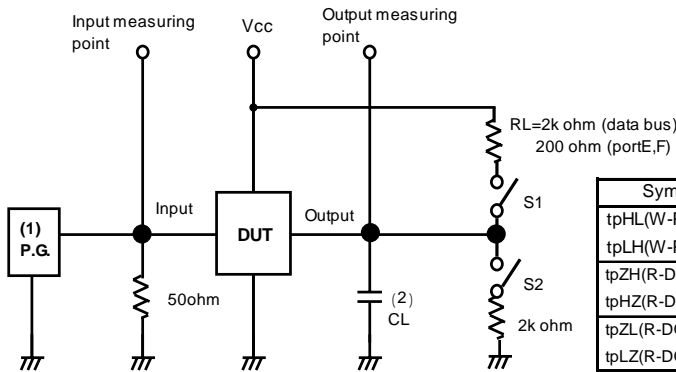 Input measuring
point
Vcc
Output measuring
point
RL=2k ohm (data bus)
200 ohm (portE,F)
S1
(1)
P.G.
Input
DUT
Output
50ohm
(2)
CL
S2
2k ohm
tpHL(W-
tpLH(W-
tpZH(R-D
tpHZ(R-D
tpZL(R-D
tpLZ(R-D